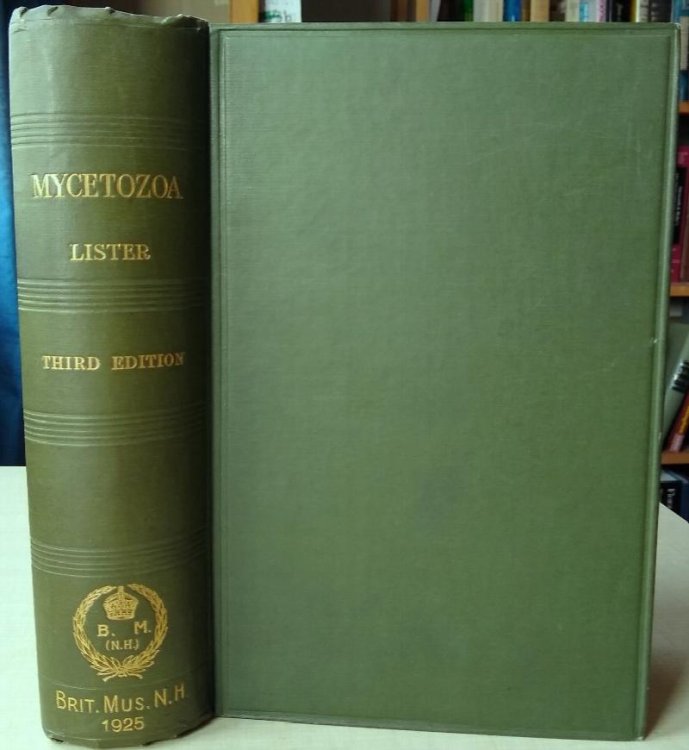 MYCETOZOA
LISTER
THIRD EDITION
B. M.
(N.H.)
BRIT. MUS. N.H.
1925